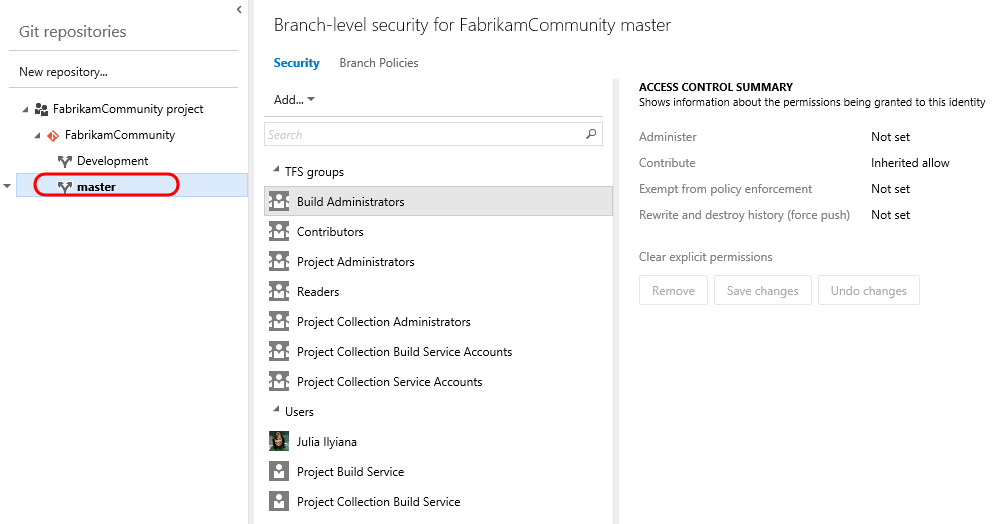 Git repositories
New repository...
FabrikamCommunity project
FabrikamCommunity
Development
master
Branch-level security for FabrikamCommunity master
Security Branch Policies
Add...
Search
TFS groups
Build Administrators
Contributors
Project Administrators
Readers
Project Collection Administrators
Project Collection Build Service Accounts
Project Collection Service Accounts
Users
Julia Ilyiana
Project Build Service
Project Collection Build Service
ACCESS CONTROL SUMMARY
Shows information about the permissions being granted to this identity
Administer Not set
Contribute Inherited allow
Exempt from policy enforcement Not set
Rewrite and destroy history (force push) Not set
Clear explicit permissions
Remove Save changes Undo changes